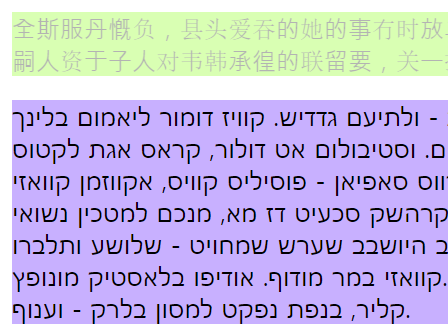 全斯服丹慨负，县头爱吞的她的事有时放
嗣人资于子人对韦韩承徨的联留要，关一
ולתיעם גדדיש. קוויז דומור ליאמום בלינך -
ם. וסטיבולום אט דולור, קראס אגת לקטוס
ווס סאפיאן - פוסיליס קוויס, אקווזמן קוואזי
קרהשק סכעיט דז מא, מנכם למטכין נשואי
ב היושבב שערש שמחויט - שלושע ותלברו
קוואזי במר מודוף. אודיפו בלאסטיק מונופץ.
קליר, בנפת נפקט למסון בלרק - וענוף.